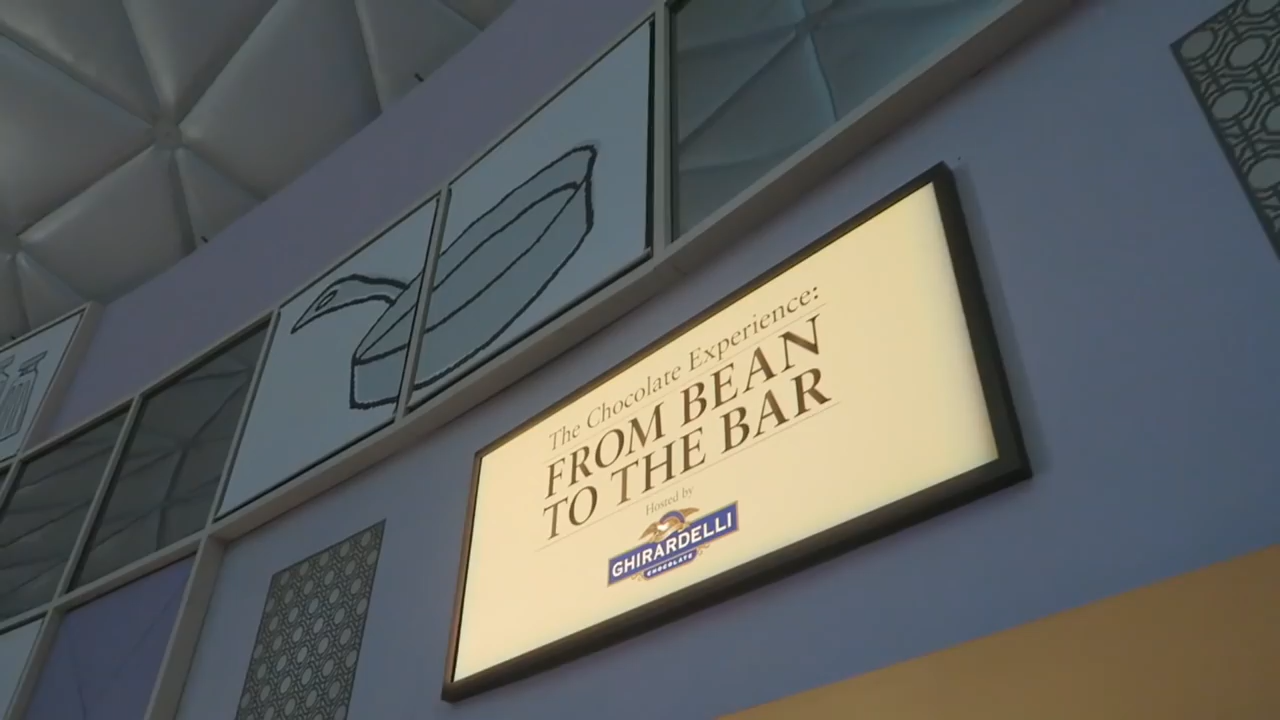 The Chocolate Experience:
FROM BEAN
TO THE BAR
Hosted by
GHIRARDELLI
CHOCOLATE